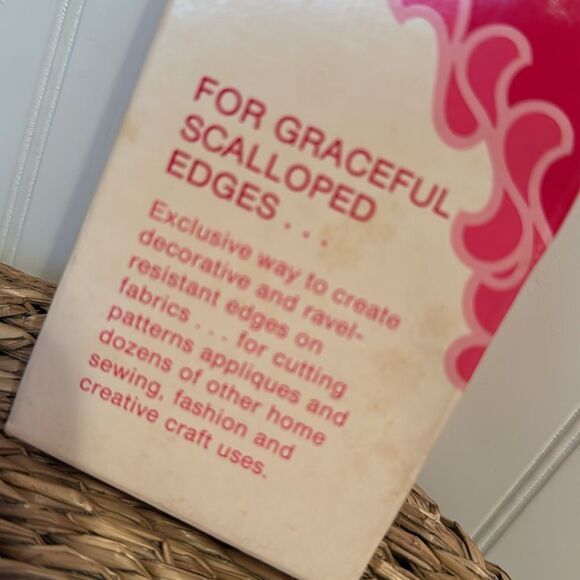 FOR GRACEFUL
SCALLOPED
EDGES . . .
Exclusive way to create
decorative and ravel-
resistant edges on
fabrics . . . for cutting
patterns appliques and
dozens of other home
sewing, fashion and
creative craft uses.